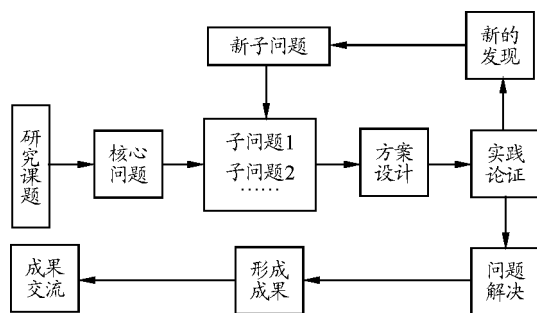 新子问题
新的
发现
研究课题
核心
问题
子问题1
子问题2
……
方案
设计
实践
论证
成果
交流
形成
成果
问题
解决